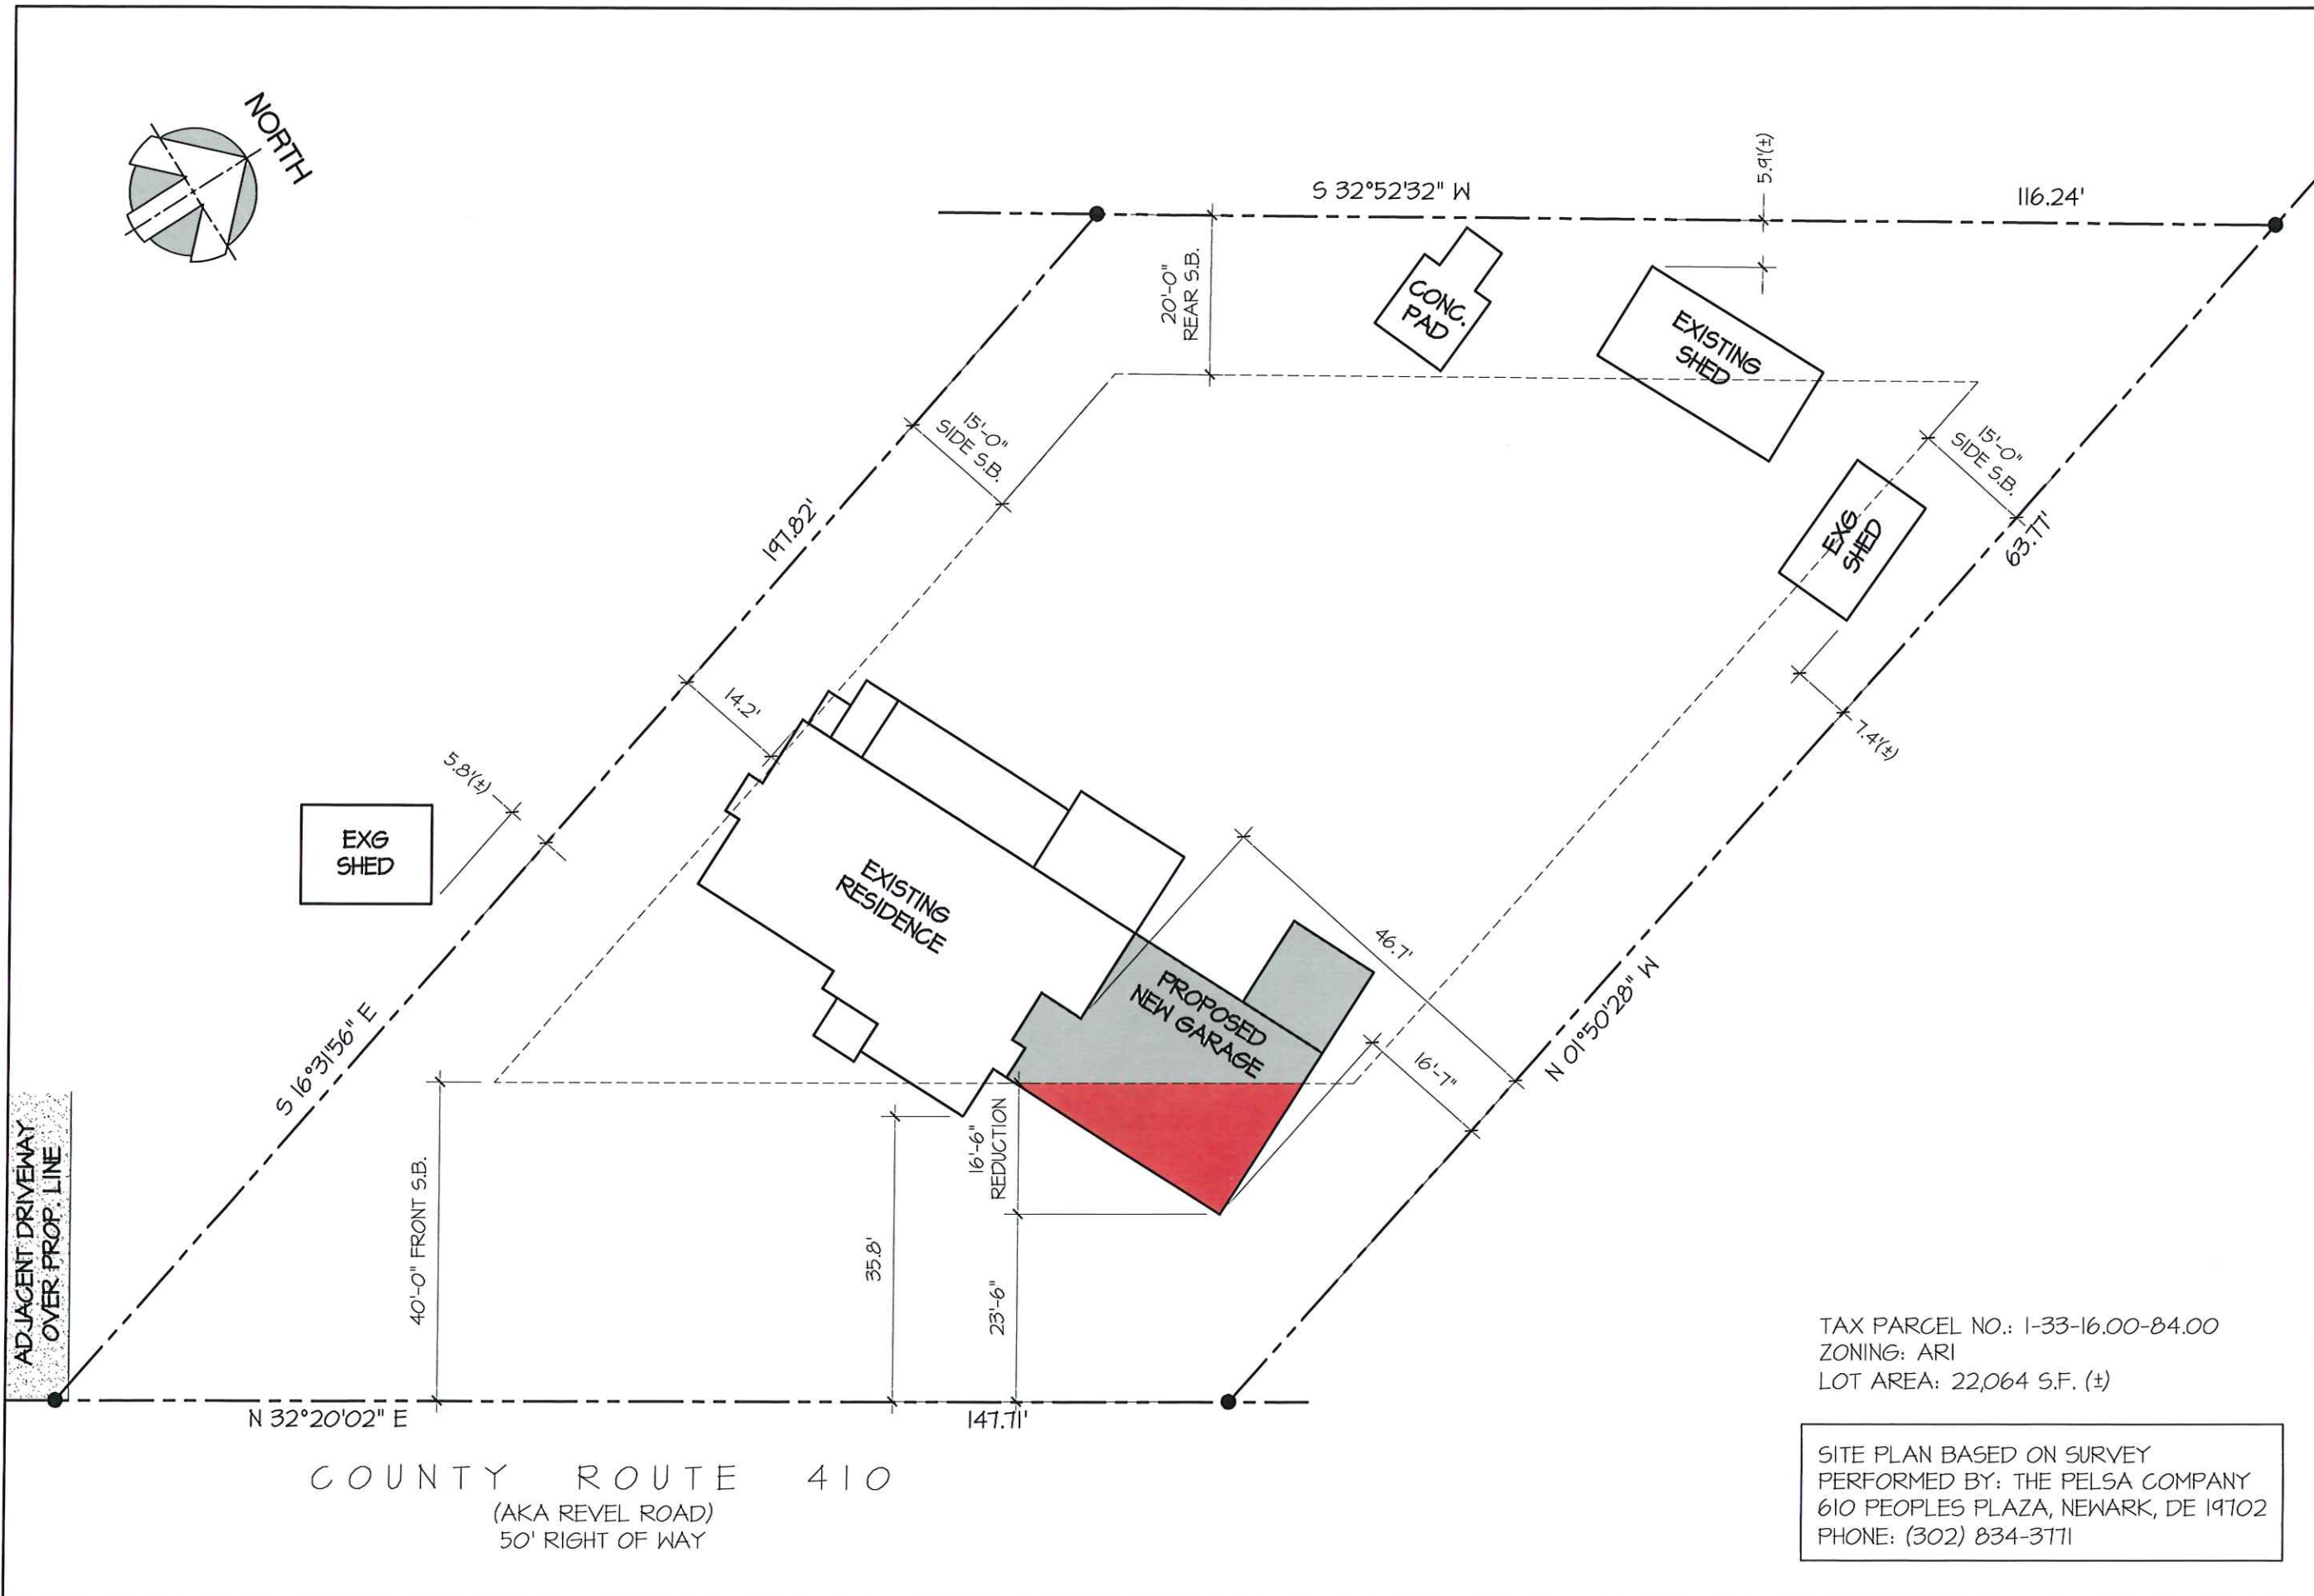 NORTH
S 32°52'32" W
5.9'(±)
116.24'
20'-0"
REAR S.B.
CONC.
PAD
EXISTING
SHED
15'-0"
SIDE S.B.
15'-0"
SIDE S.B.
EXG
SHED
63.77'
197.82'
14.2'
7.4'(±)
5.8'(±)
EXG
SHED
EXISTING
RESIDENCE
46.7'
PROPOSED
NEW GARAGE
16'-7"
N 01°50'28" W
S 16°31'56" E
16'-6"
REDUCTION
ADJACENT DRIVEWAY
OVER PROP. LINE
40'-0" FRONT S.B.
35.8'
23'-6"
N 32°20'02" E
147.71'
COUNTY ROUTE 410
(AKA REVEL ROAD)
50' RIGHT OF WAY
TAX PARCEL NO.: 1-33-16.00-84.00
ZONING: AR1
LOT AREA: 22,064 S.F. (±)
SITE PLAN BASED ON SURVEY
PERFORMED BY: THE PELSA COMPANY
610 PEOPLES PLAZA, NEWARK, DE 19702
PHONE: (302) 834-3771